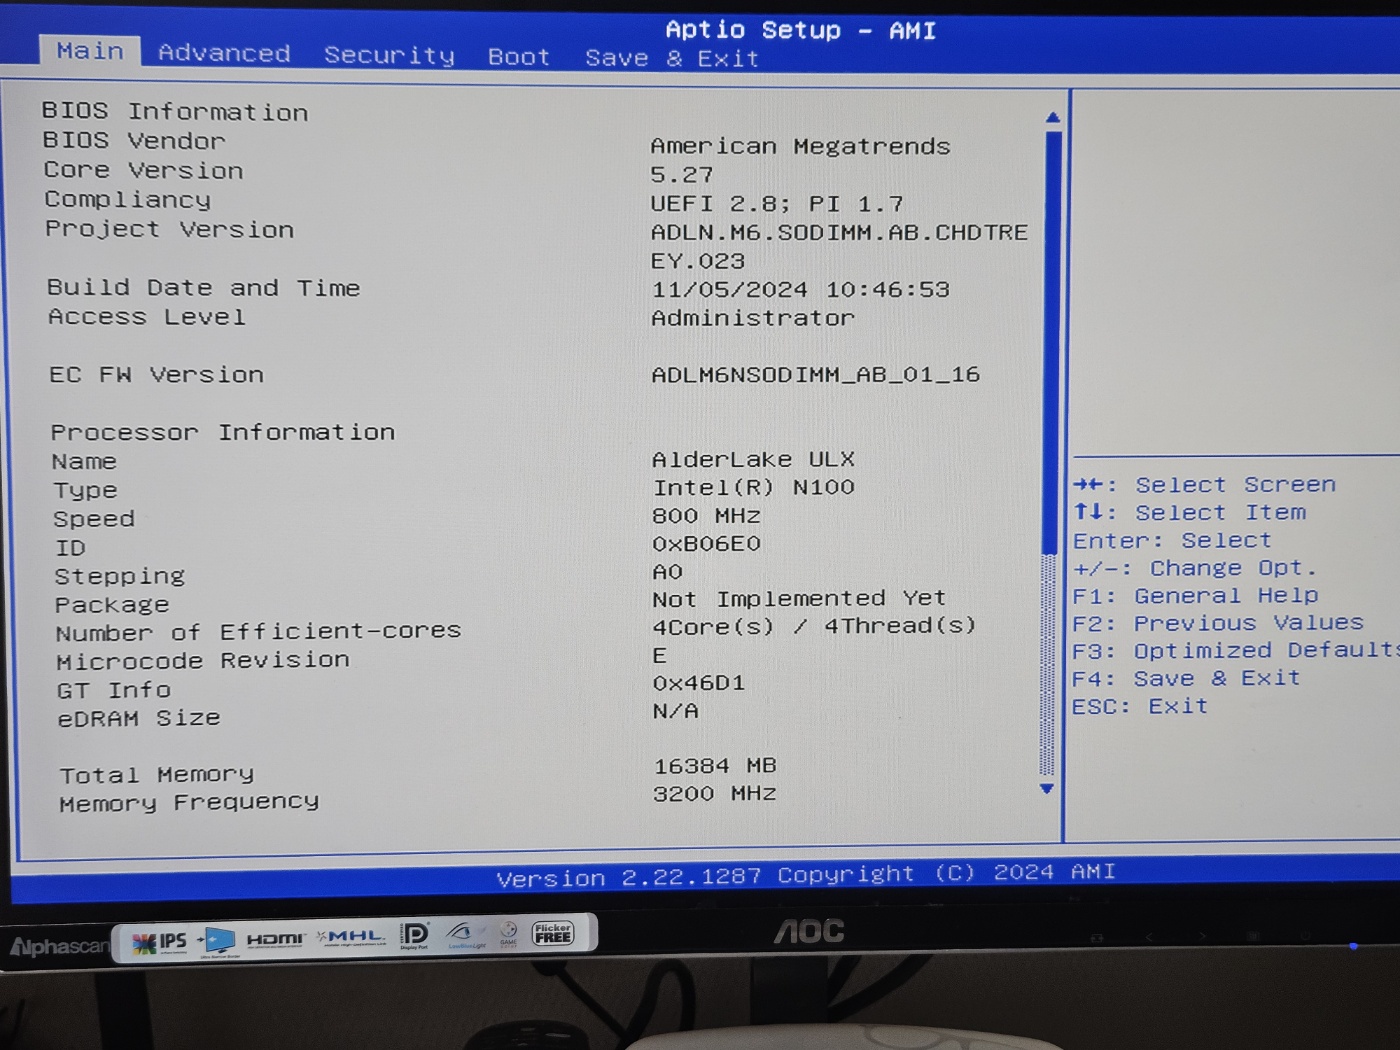 Aptio Setup – AMI
Main Advanced Security Boot Save & Exit
BIOS Information
BIOS Vendor American Megatrends
Core Version 5.27
Compliancy UEFI 2.8; PI 1.7
Project Version ADLN.M6.SODIMM.AB.CHDTRE
EY.023
Build Date and Time 11/05/2024 10:46:53
Access Level Administrator
EC FW Version ADLM6NSODIMM_AB_01_16
Processor Information
Name AlderLake ULX
Type Intel(R) N100
Speed 800 MHz
ID 0xB06E0
Stepping A0
Package Not Implemented Yet
Number of Efficient-cores 4Core(s) / 4Thread(s)
Microcode Revision E
GT Info 0x46D1
eDRAM Size N/A
Total Memory 16384 MB
Memory Frequency 3200 MHz
→←: Select Screen
↑↓: Select Item
Enter: Select
+/-: Change Opt.
F1: General Help
F2: Previous Values
F3: Optimized Defaults
F4: Save & Exit
ESC: Exit
Version 2.22.1287 Copyright (C) 2024 AMI
Alphascan IPS HDMI MHL Display Port Flicker FREE
AOC